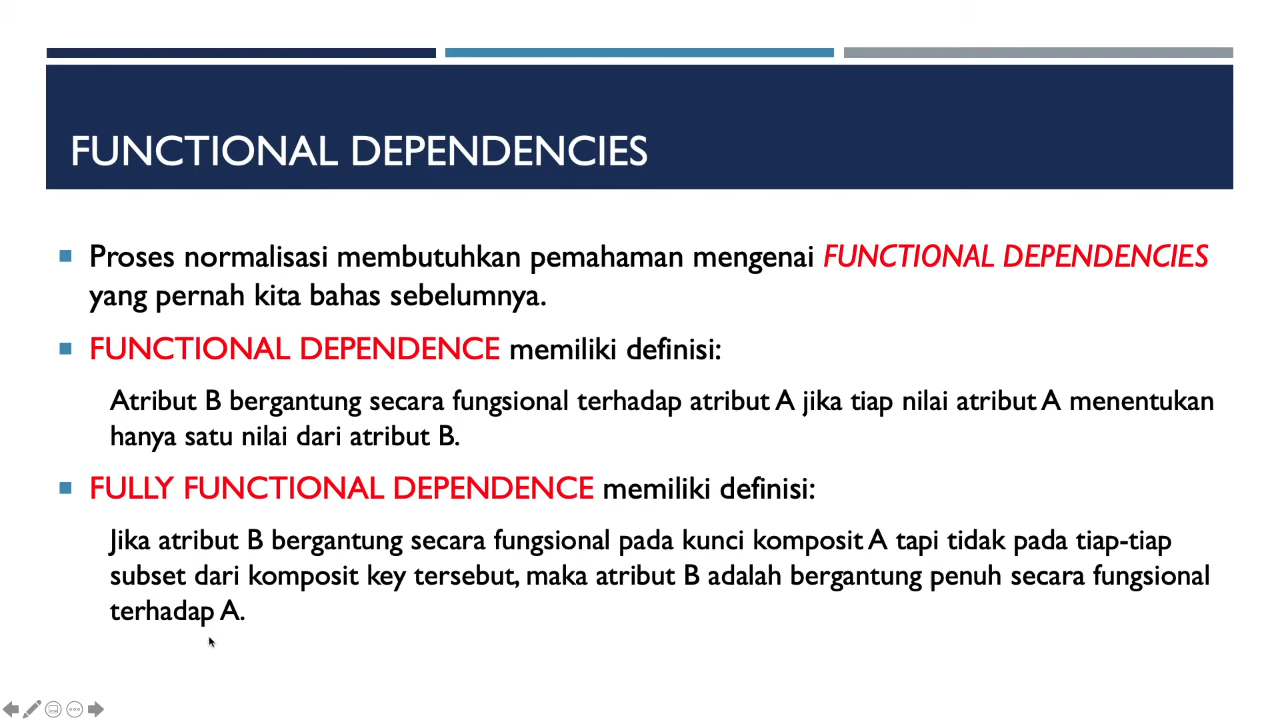 FUNCTIONAL DEPENDENCIES
Proses normalisasi membutuhkan pemahaman mengenai FUNCTIONAL DEPENDENCIES
yang pernah kita bahas sebelumnya.
FUNCTIONAL DEPENDENCE memiliki definisi:
Atribut B bergantung secara fungsional terhadap atribut A jika tiap nilai atribut A menentukan
hanya satu nilai dari atribut B.
FULLY FUNCTIONAL DEPENDENCE memiliki definisi:
Jika atribut B bergantung secara fungsional pada kunci komposit A tapi tidak pada tiap-tiap
subset dari komposit key tersebut, maka atribut B adalah bergantung penuh secara fungsional
terhadap A.